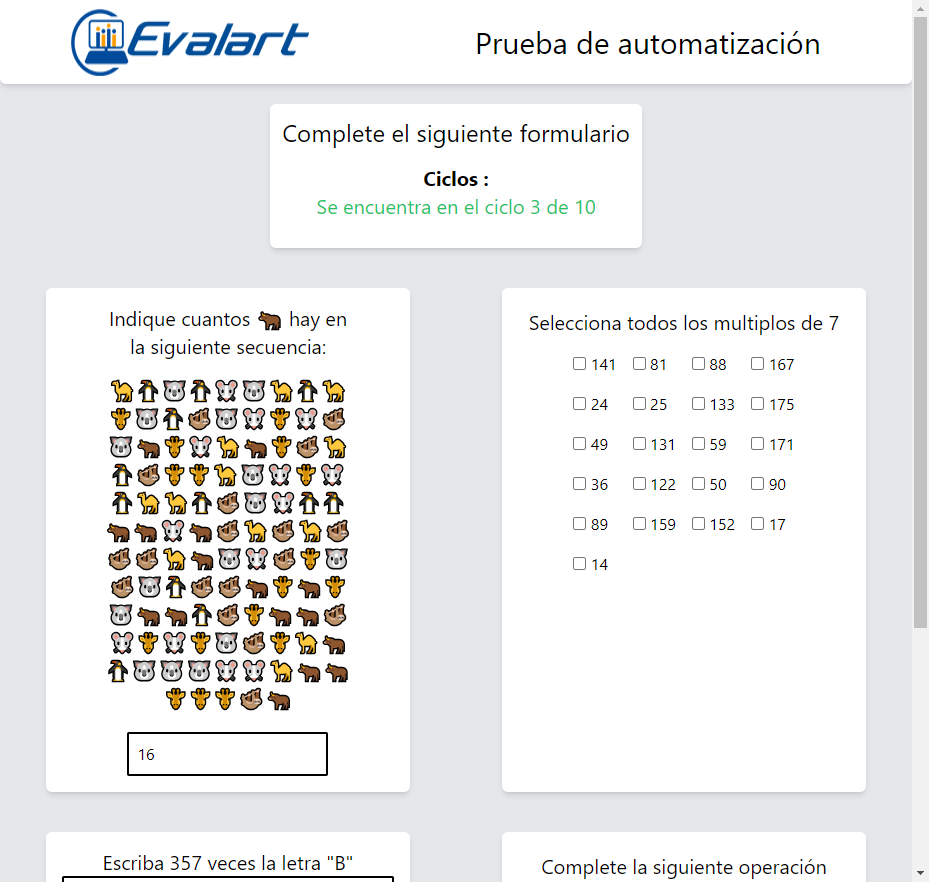 Evalart
Prueba de automatización
Complete el siguiente formulario
Ciclos :
Se encuentra en el ciclo 3 de 10
Indique cuantos 🐂 hay en
la siguiente secuencia:
16
Selecciona todos los multiplos de 7
141 81 88 167
24 25 133 175
49 131 59 171
36 122 50 90
89 159 152 17
14
Escriba 357 veces la letra "B"
Complete la siguiente operación